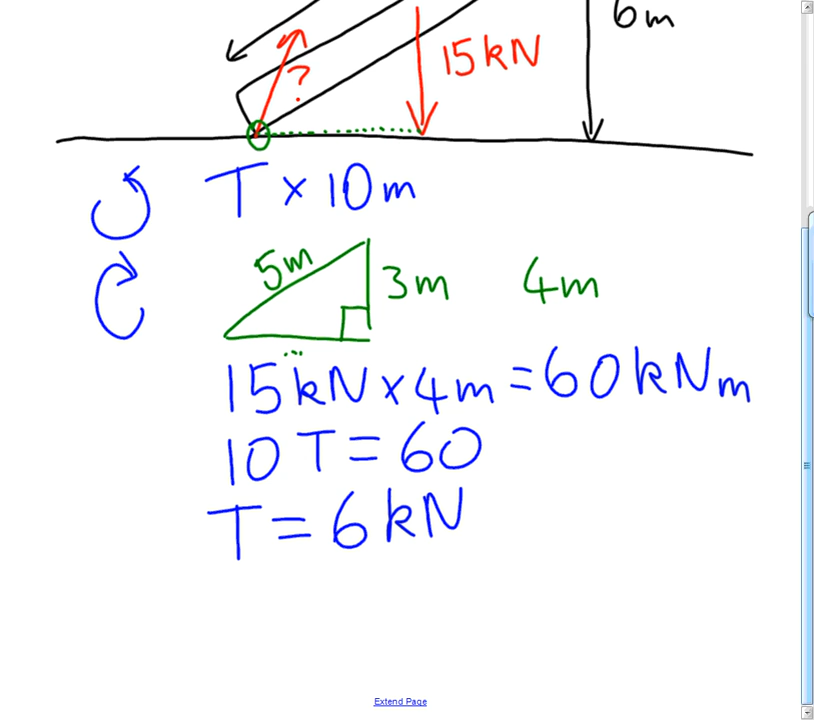 6m
15kN
?
T × 10m
5m
3m 4m
15kN × 4m = 60kNm
10T = 60
T = 6kN
Extend Page